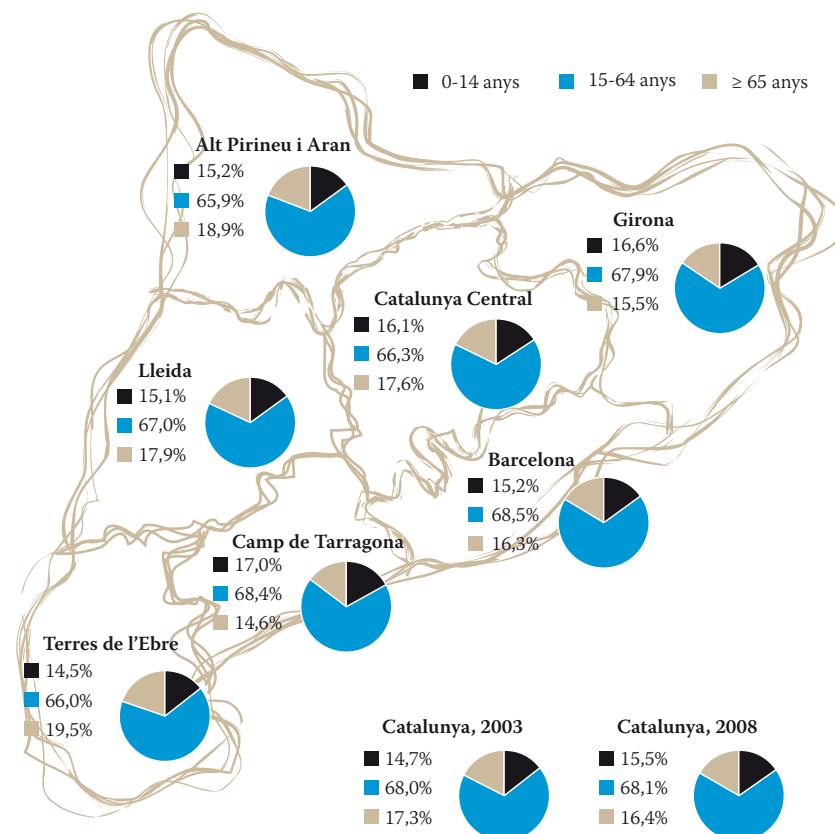 0-14 anys 15-64 anys ≥ 65 anys
Alt Pirineu i Aran
15,2%
65,9%
18,9%
Girona
16,6%
67,9%
15,5%
Catalunya Central
16,1%
66,3%
17,6%
Lleida
15,1%
67,0%
17,9%
Barcelona
15,2%
68,5%
16,3%
Camp de Tarragona
17,0%
68,4%
14,6%
Terres de l'Ebre
14,5%
66,0%
19,5%
Catalunya, 2003
14,7%
68,0%
17,3%
Catalunya, 2008
15,5%
68,1%
16,4%